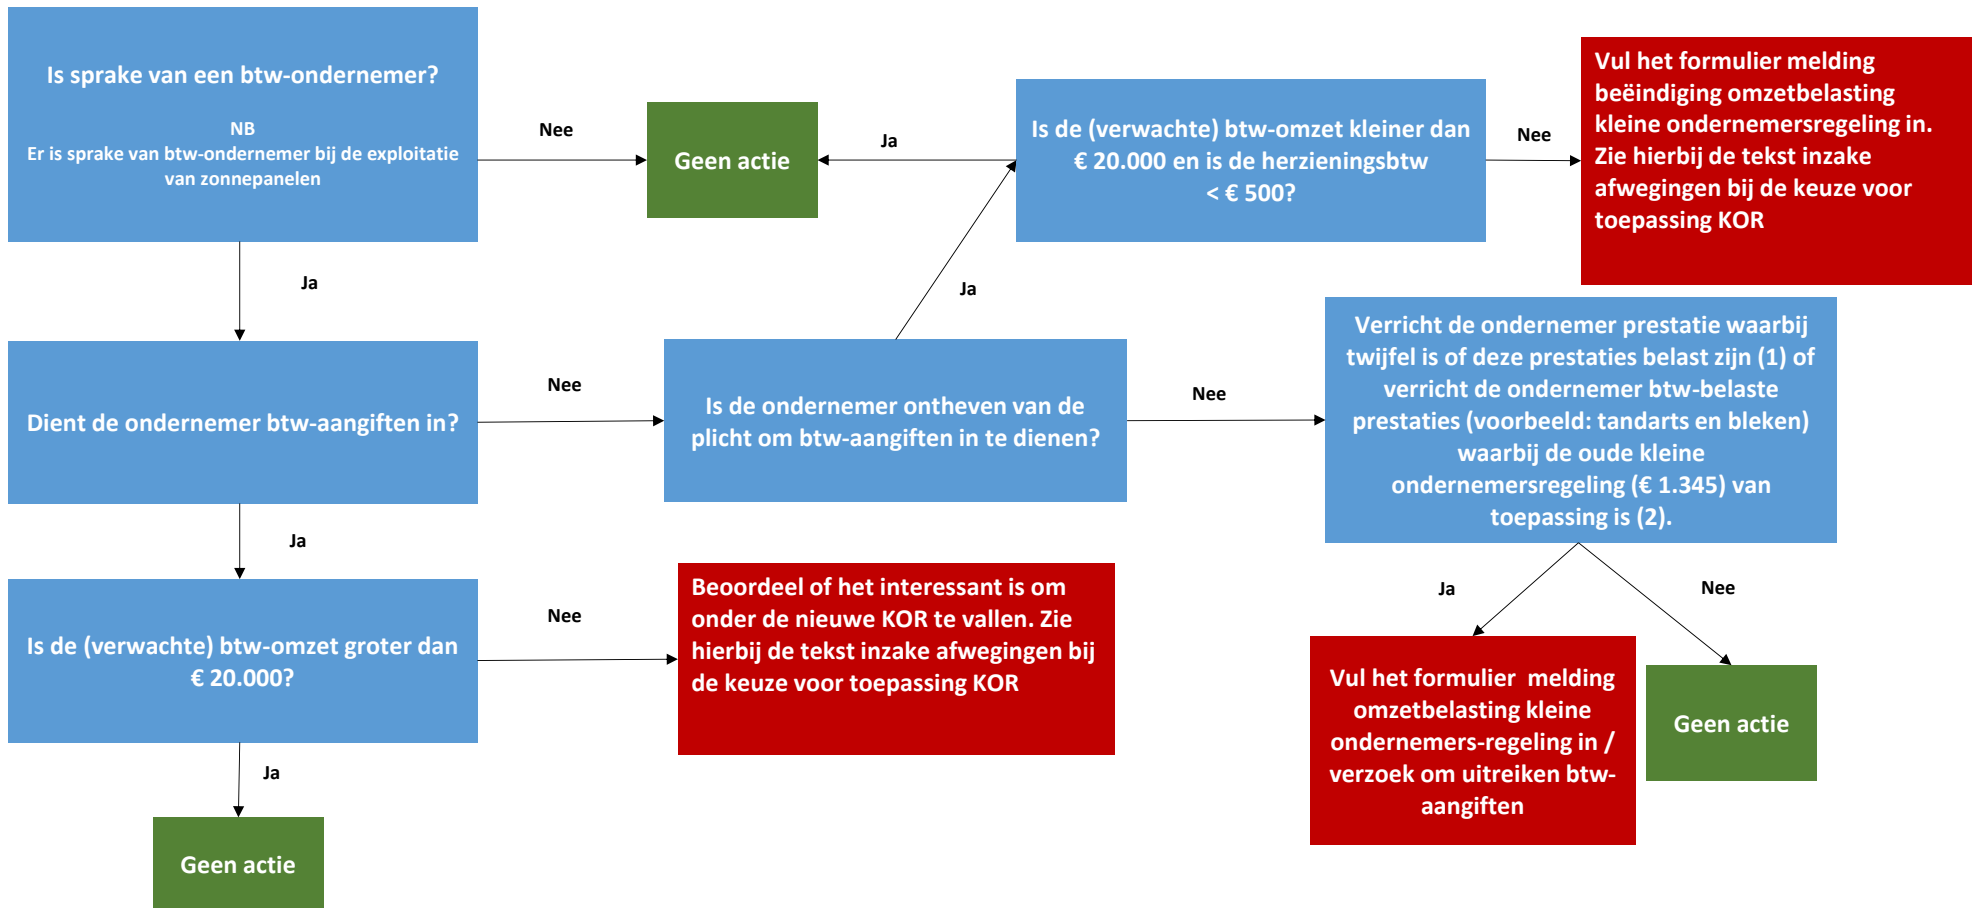 Is sprake van een btw-ondernemer?
NB
Er is sprake van btw-ondernemer bij de exploitatie
van zonnepanelen
Nee
Geen actie
Ja
Is de (verwachte) btw-omzet kleiner dan
€ 20.000 en is de herzieningsbtw
< € 500?
Nee
Vul het formulier melding
beëindiging omzetbelasting
kleine ondernemersregeling in.
Zie hierbij de tekst inzake
afwegingen bij de keuze voor
toepassing KOR
Ja
Ja
Dient de ondernemer btw-aangiften in?
Nee
Is de ondernemer ontheven van de
plicht om btw-aangiften in te dienen?
Nee
Verricht de ondernemer prestatie waarbij
twijfel is of deze prestaties belast zijn (1) of
verricht de ondernemer btw-belaste
prestaties (voorbeeld: tandarts en bleken)
waarbij de oude kleine
ondernemersregeling (€ 1.345) van
toepassing is (2).
Ja
Is de (verwachte) btw-omzet groter dan
€ 20.000?
Nee
Beoordeel of het interessant is om
onder de nieuwe KOR te vallen. Zie
hierbij de tekst inzake afwegingen bij
de keuze voor toepassing KOR
Ja
Nee
Vul het formulier  melding
omzetbelasting kleine
ondernemers-regeling in /
verzoek om uitreiken btw-
aangiften
Geen actie
Ja
Geen actie